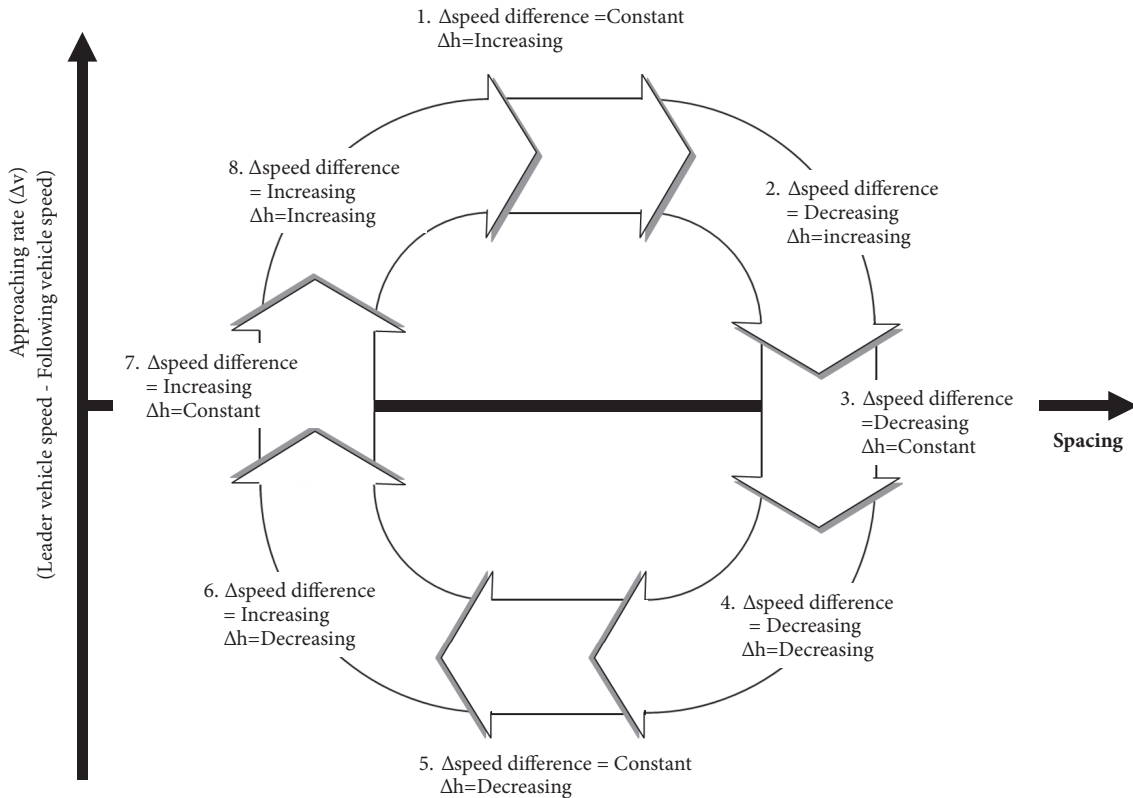 1. Δspeed difference =Constant
Δh=Increasing
Approaching rate (Δv)
(Leader vehicle speed - Following vehicle speed)
8. Δspeed difference
= Increasing
Δh=Increasing
2. Δspeed difference
= Decreasing
Δh=increasing
7. Δspeed difference
= Increasing
Δh=Constant
3. Δspeed difference
=Decreasing
Δh=Constant
Spacing
6. Δspeed difference
= Increasing
Δh=Decreasing
4. Δspeed difference
= Decreasing
Δh=Decreasing
5. Δspeed difference = Constant
Δh=Decreasing